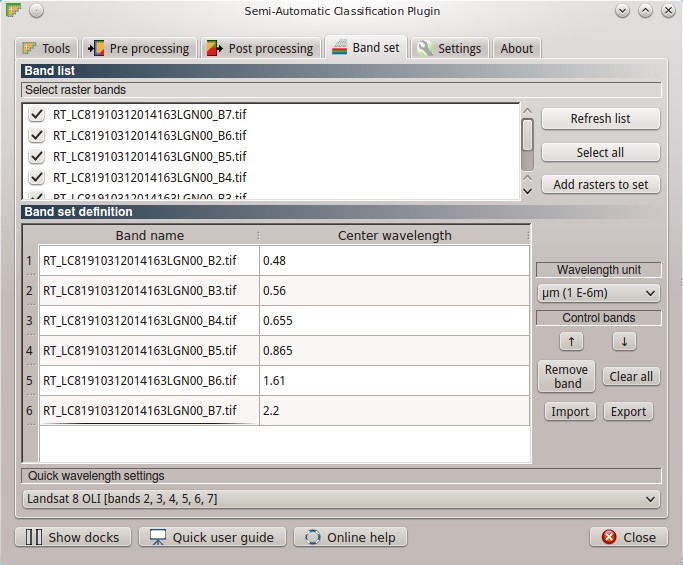 Semi-Automatic Classification Plugin
Tools
Pre processing
Post processing
Band set
Settings
About
Band list
Select raster bands
RT_LC81910312014163LGN00_B7.tif
RT_LC81910312014163LGN00_B6.tif
RT_LC81910312014163LGN00_B5.tif
RT_LC81910312014163LGN00_B4.tif
RT_LC81910312014163LGN00_B3.tif
Refresh list
Select all
Add rasters to set
Band set definition
Band name Center wavelength
1 RT_LC81910312014163LGN00_B2.tif 0.48
2 RT_LC81910312014163LGN00_B3.tif 0.56
3 RT_LC81910312014163LGN00_B4.tif 0.655
4 RT_LC81910312014163LGN00_B5.tif 0.865
5 RT_LC81910312014163LGN00_B6.tif 1.61
6 RT_LC81910312014163LGN00_B7.tif 2.2
Wavelength unit
µm (1 E-6m)
Control bands
↑ ↓
Remove
band
Clear all
Import
Export
Quick wavelength settings
Landsat 8 OLI [bands 2, 3, 4, 5, 6, 7]
Show docks
Quick user guide
Online help
Close